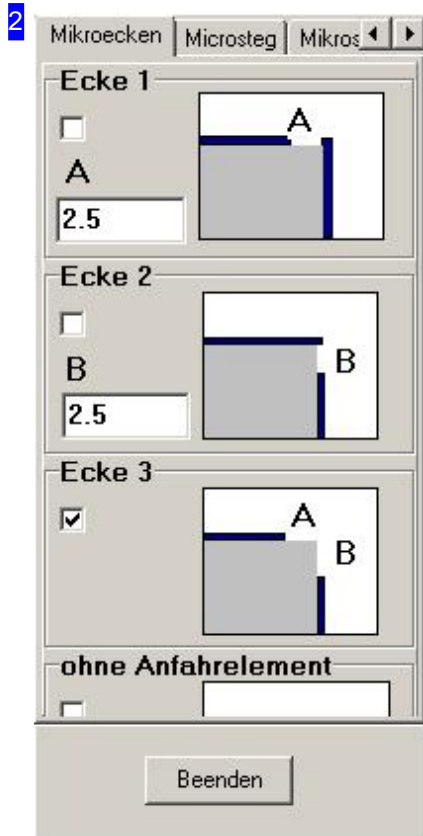 2
Mikroecken Microsteg Mikros
Ecke 1
A
A
2.5
Ecke 2
B
B
2.5
Ecke 3
A
B
ohne Anfahrelement
Beenden